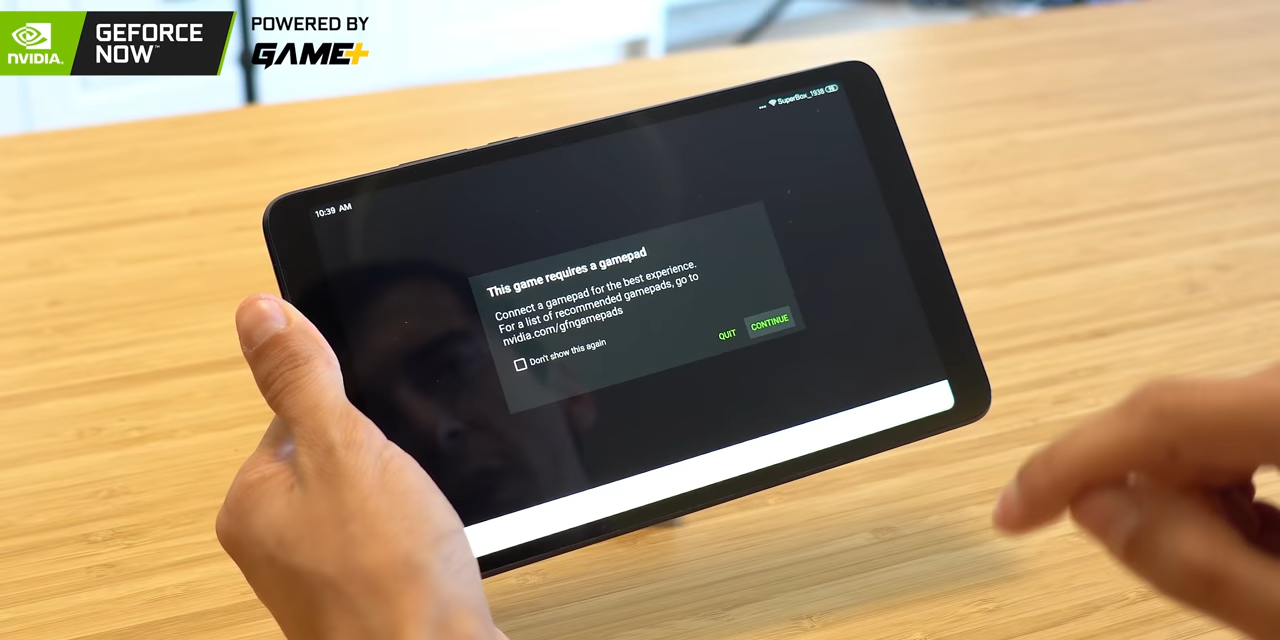 NVIDIA.
GEFORCE
NOW™
POWERED BY
GAME+
SuperBox_1938
10:39 AM
This game requires a gamepad
Connect a gamepad for the best experience.
For a list of recommended gamepads, go to
nvidia.com/gfngamepads
Don't show this again
QUIT
CONTINUE